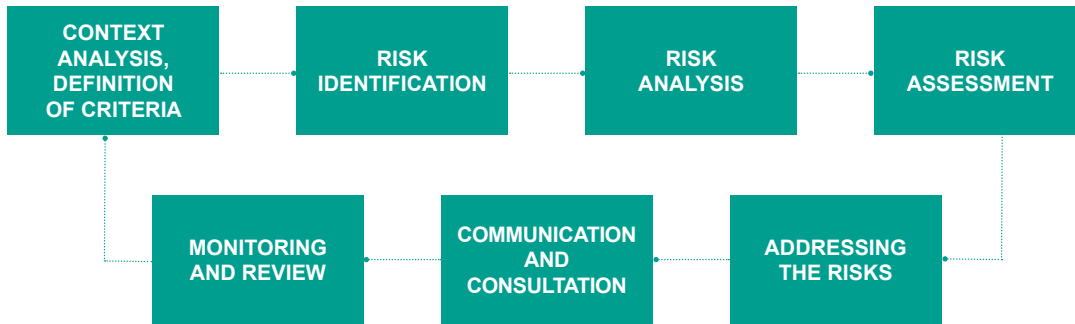 CONTEXT
ANALYSIS,
DEFINITION
OF CRITERIA
RISK
IDENTIFICATION
RISK
ANALYSIS
RISK
ASSESSMENT
MONITORING
AND REVIEW
COMMUNICATION
AND
CONSULTATION
ADDRESSING
THE RISKS